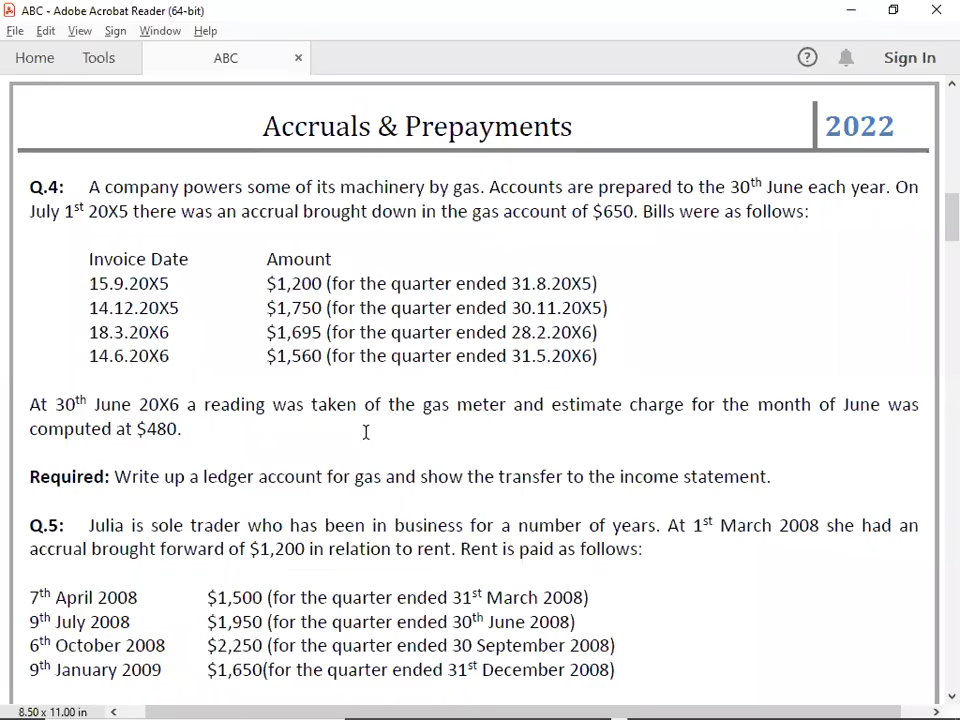 ABC - Adobe Acrobat Reader (64-bit)
File Edit View Sign Window Help
Home Tools ABC × ? Sign In
Accruals & Prepayments 2022
Q.4: A company powers some of its machinery by gas. Accounts are prepared to the 30th June each year. On
July 1st 20X5 there was an accrual brought down in the gas account of $650. Bills were as follows:
Invoice Date Amount
15.9.20X5 $1,200 (for the quarter ended 31.8.20X5)
14.12.20X5 $1,750 (for the quarter ended 30.11.20X5)
18.3.20X6 $1,695 (for the quarter ended 28.2.20X6)
14.6.20X6 $1,560 (for the quarter ended 31.5.20X6)
At 30th June 20X6 a reading was taken of the gas meter and estimate charge for the month of June was
computed at $480.
Required: Write up a ledger account for gas and show the transfer to the income statement.
Q.5: Julia is sole trader who has been in business for a number of years. At 1st March 2008 she had an
accrual brought forward of $1,200 in relation to rent. Rent is paid as follows:
7th April 2008 $1,500 (for the quarter ended 31st March 2008)
9th July 2008 $1,950 (for the quarter ended 30th June 2008)
6th October 2008 $2,250 (for the quarter ended 30 September 2008)
9th January 2009 $1,650(for the quarter ended 31st December 2008)
8.50 x 11.00 in